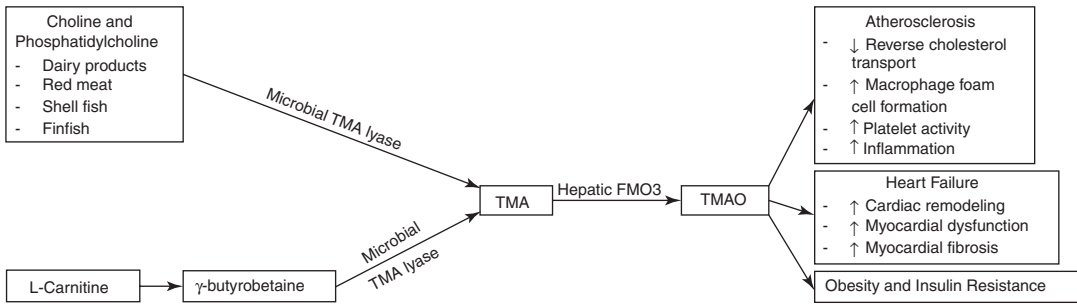 Choline and
Phosphatidylcholine
- Dairy products
- Red meat
- Shell fish
- Finfish
Microbial TMA lyase
L-Carnitine
γ-butyrobetaine
Microbial
TMA lyase
TMA
Hepatic FMO3
TMAO
Atherosclerosis
- ↓ Reverse cholesterol
transport
- ↑ Macrophage foam
cell formation
- ↑ Platelet activity
- ↑ Inflammation
Heart Failure
- ↑ Cardiac remodeling
- ↑ Myocardial dysfunction
- ↑ Myocardial fibrosis
Obesity and Insulin Resistance